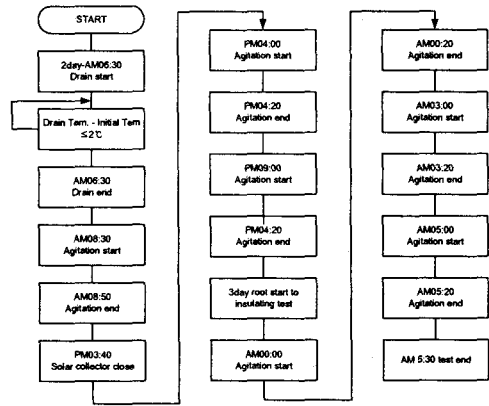 START
2day-AM06:30
Drain start
Drain Tem. - Initial Tem
≤2℃
AM06:30
Drain end
AM08:30
Agitation start
AM08:50
Agitation end
PM03:40
Solar collector close
PM04:00
Agitation start
PM04:20
Agitation end
PM09:00
Agitation start
PM04:20
Agitation end
3day root start to
insulating test
AM00:00
Agitation start
AM00:20
Agitation end
AM03:00
Agitation start
AM03:20
Agitation end
AM05:00
Agitation start
AM05:20
Agitation end
AM 5:30 test end